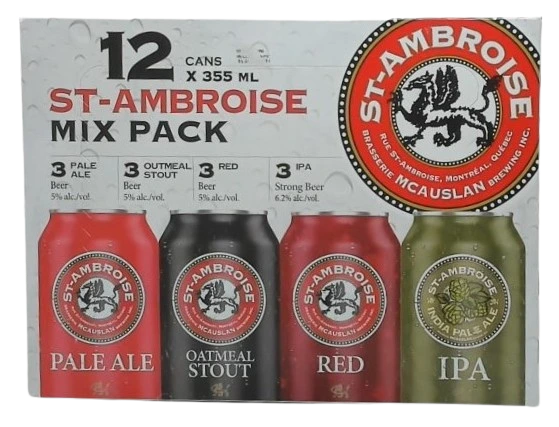 12 CANS X 355 ML
ST-AMBROISE
MIX PACK
3 PALE ALE
Beer
5% alc./vol.
3 OUTMEAL STOUT
Beer
5% alc./vol.
3 RED
Beer
5% alc./vol.
3 IPA
Strong Beer
6.2% alc./vol.
ST-AMBROISE
RUE ST-AMBROISE, MONTRÉAL, QUÉBEC
BRASSERIE MCAUSLAN BREWING INC.
ST-AMBROISE
MCAUSLAN
PALE ALE
ST-AMBROISE
MCAUSLAN
OATMEAL
STOUT
ST-AMBROISE
MCAUSLAN
RED
ST-AMBROISE
INDIA PALE ALE
IPA